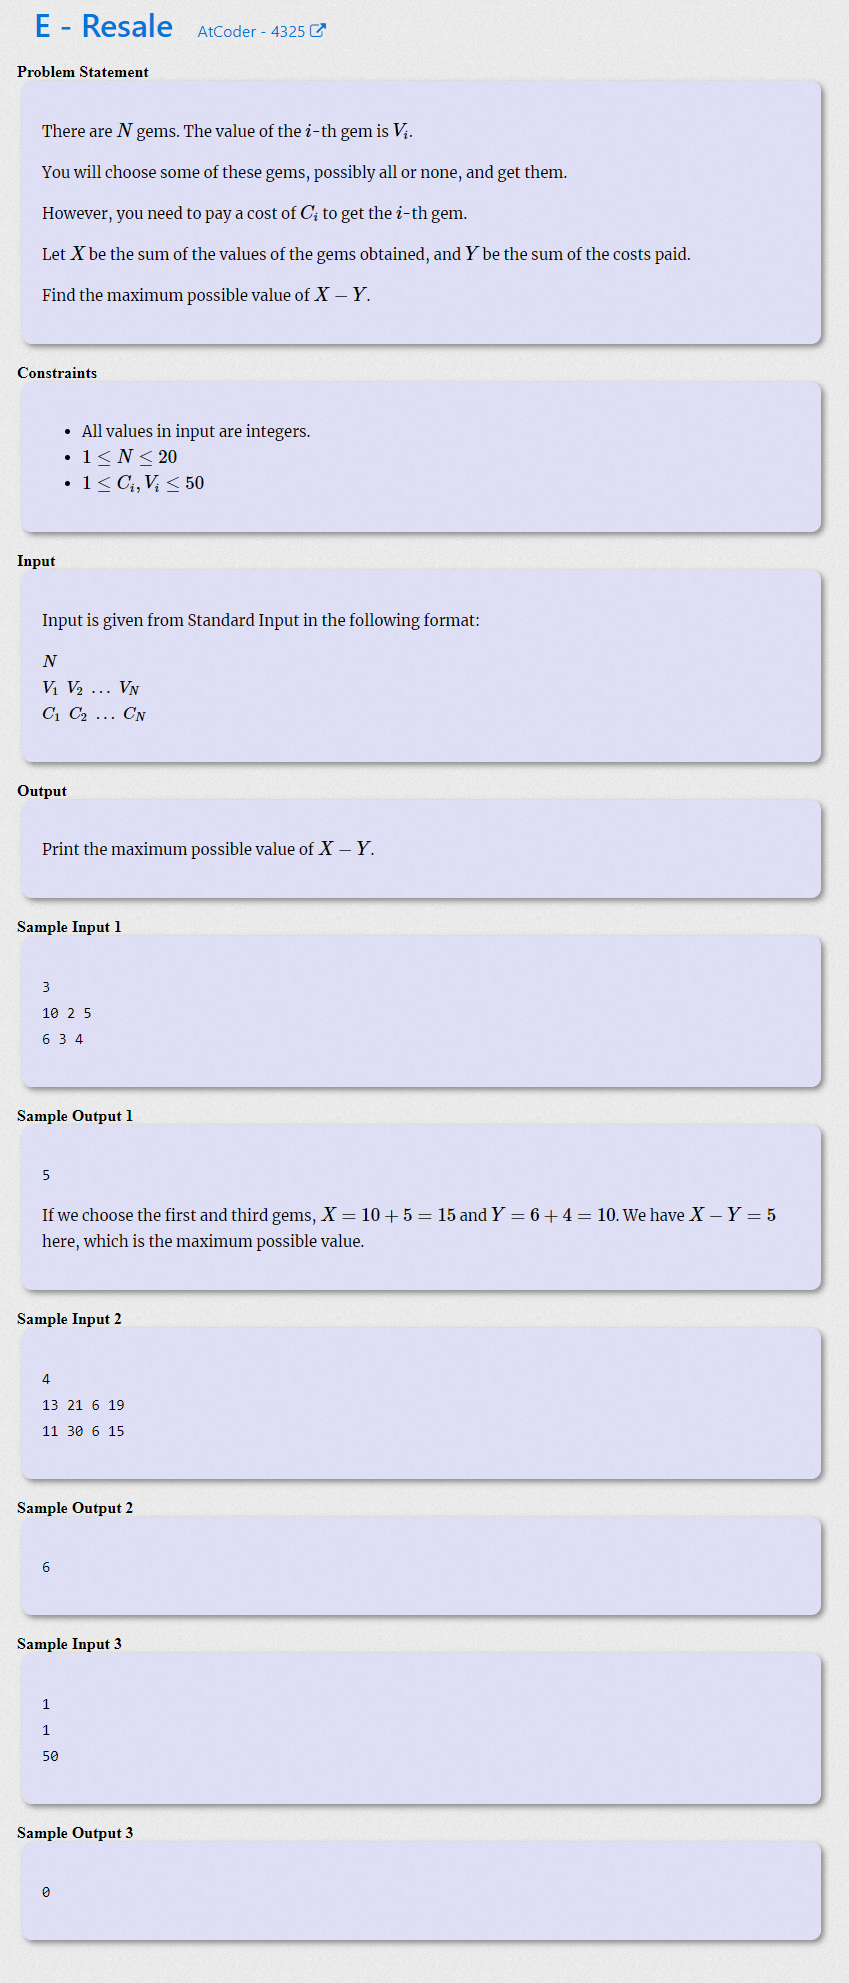 E - Resale AtCoder - 4325
Problem Statement
There are N gems. The value of the i-th gem is V_i.
You will choose some of these gems, possibly all or none, and get them.
However, you need to pay a cost of C_i to get the i-th gem.
Let X be the sum of the values of the gems obtained, and Y be the sum of the costs paid.
Find the maximum possible value of X − Y.
Constraints
• All values in input are integers.
• 1 ≤ N ≤ 20
• 1 ≤ C_i, V_i ≤ 50
Input
Input is given from Standard Input in the following format:
N
V_1 V_2 … V_N
C_1 C_2 … C_N
Output
Print the maximum possible value of X − Y.
Sample Input 1
3
10 2 5
6 3 4
Sample Output 1
5
If we choose the first and third gems, X = 10 + 5 = 15 and Y = 6 + 4 = 10. We have X − Y = 5
here, which is the maximum possible value.
Sample Input 2
4
13 21 6 19
11 30 6 15
Sample Output 2
6
Sample Input 3
1
1
50
Sample Output 3
0